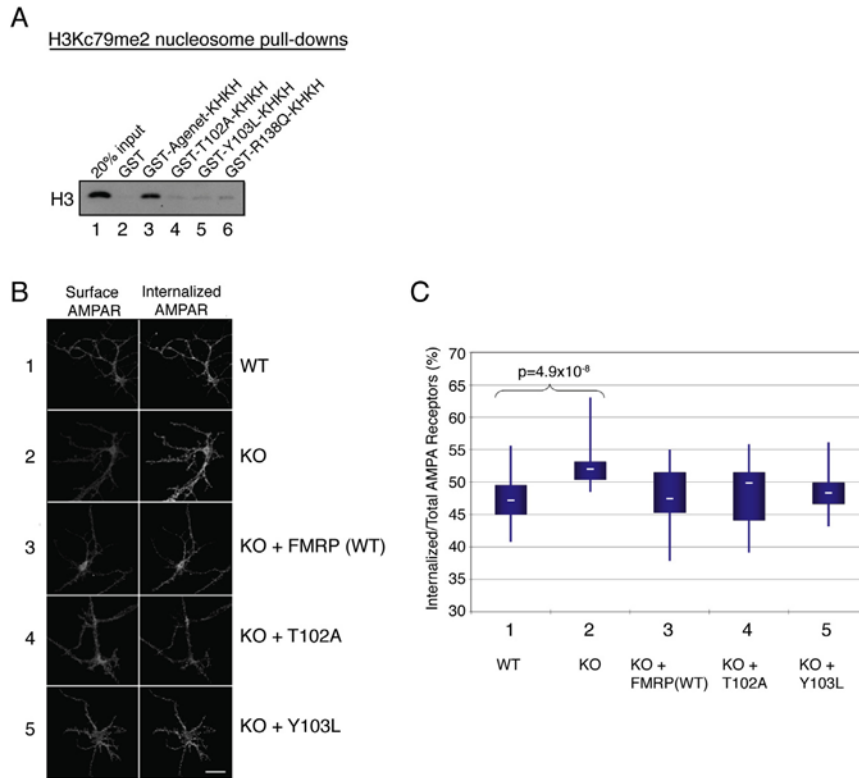 A
H3Kc79me2 nucleosome pull-downs
20% input
GST
GST-Agenet-KHKH
GST-T102A-KHKH
GST-Y103L-KHKH
GST-R138Q-KHKH
H3
1 2 3 4 5 6
B
Surface AMPAR
Internalized AMPAR
1 WT
2 KO
3 KO + FMRP (WT)
4 KO + T102A
5 KO + Y103L
C
Internalized/Total AMPA Receptors (%)
70
65
60
55
50
45
40
35
30
p=4.9x10⁻⁸
1 2 3 4 5
WT
KO
KO + FMRP(WT)
KO + T102A
KO + Y103L